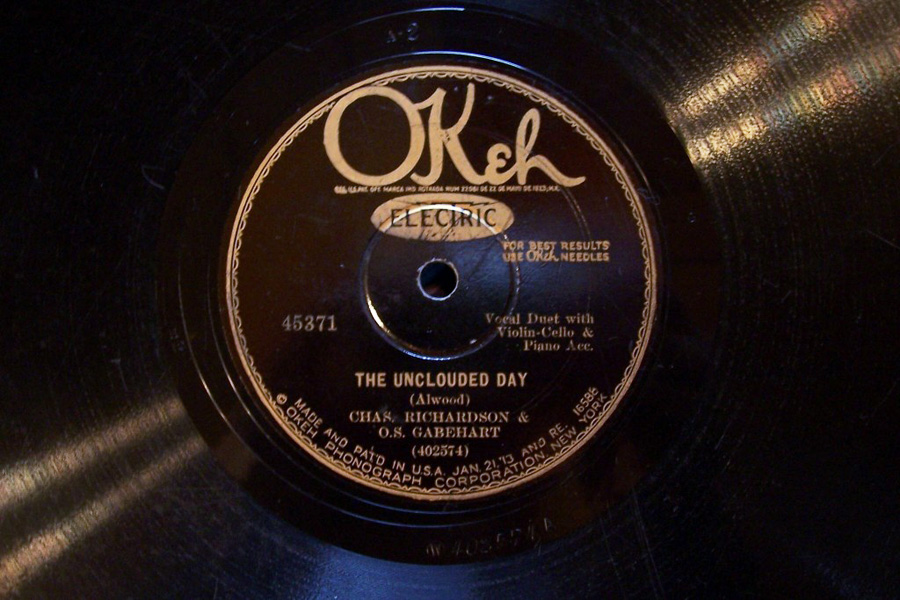 A-2
OKeh
ELECTRIC
FOR BEST RESULTS
USE OKeh NEEDLES
45371
Vocal Duet with
Violin-Cello &
Piano Acc.
THE UNCLOUDED DAY
(Alwood)
CHAS. RICHARDSON &
O.S. GABEHART
(402574)
MADE AND PAT'D IN U.S.A. JAN. 21, '13 AND RE. 16588
© OKEH PHONOGRAPH CORPORATION NEW YORK